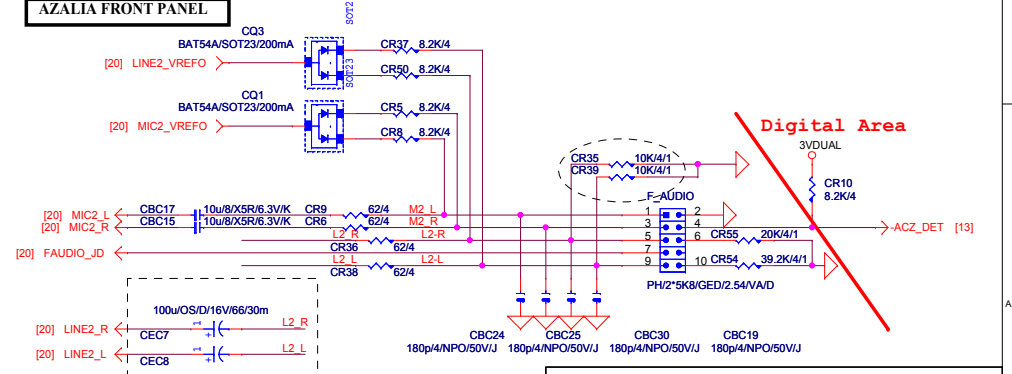 AZALIA FRONT PANEL
SOT2
CQ3
BAT54A/SOT23/200mA
[20] LINE2_VREFO
CR37 8.2K/4
CR50 8.2K/4
SOT23
CQ1
BAT54A/SOT23/200mA
[20] MIC2_VREFO
CR5 8.2K/4
CR8 8.2K/4
Digital Area
3VDUAL
CR10
8.2K/4
CR35 10K/4/1
CR39 10K/4/1
F_AUDIO
[20] MIC2_L CBC17 10u/8/X5R/6.3V/K CR9 62/4 M2_L 1 2
[20] MIC2_R CBC15 10u/8/X5R/6.3V/K CR6 62/4 M2_R 3 4
-ACZ_DET [13]
L2_R CR36 62/4 L2-R 5 6 CR55 20K/4/1
[20] FAUDIO_JD 7
L2_L CR38 62/4 L2-L 9 10 CR54 39.2K/4/1
PH/2*5K8/GED/2.54/VA/D
100u/OS/D/16V/66/30m
[20] LINE2_R CEC7 1 + L2_R
[20] LINE2_L CEC8 1 + L2_L
CBC24 CBC25 CBC30 CBC19
180p/4/NPO/50V/J 180p/4/NPO/50V/J 180p/4/NPO/50V/J 180p/4/NPO/50V/J
A